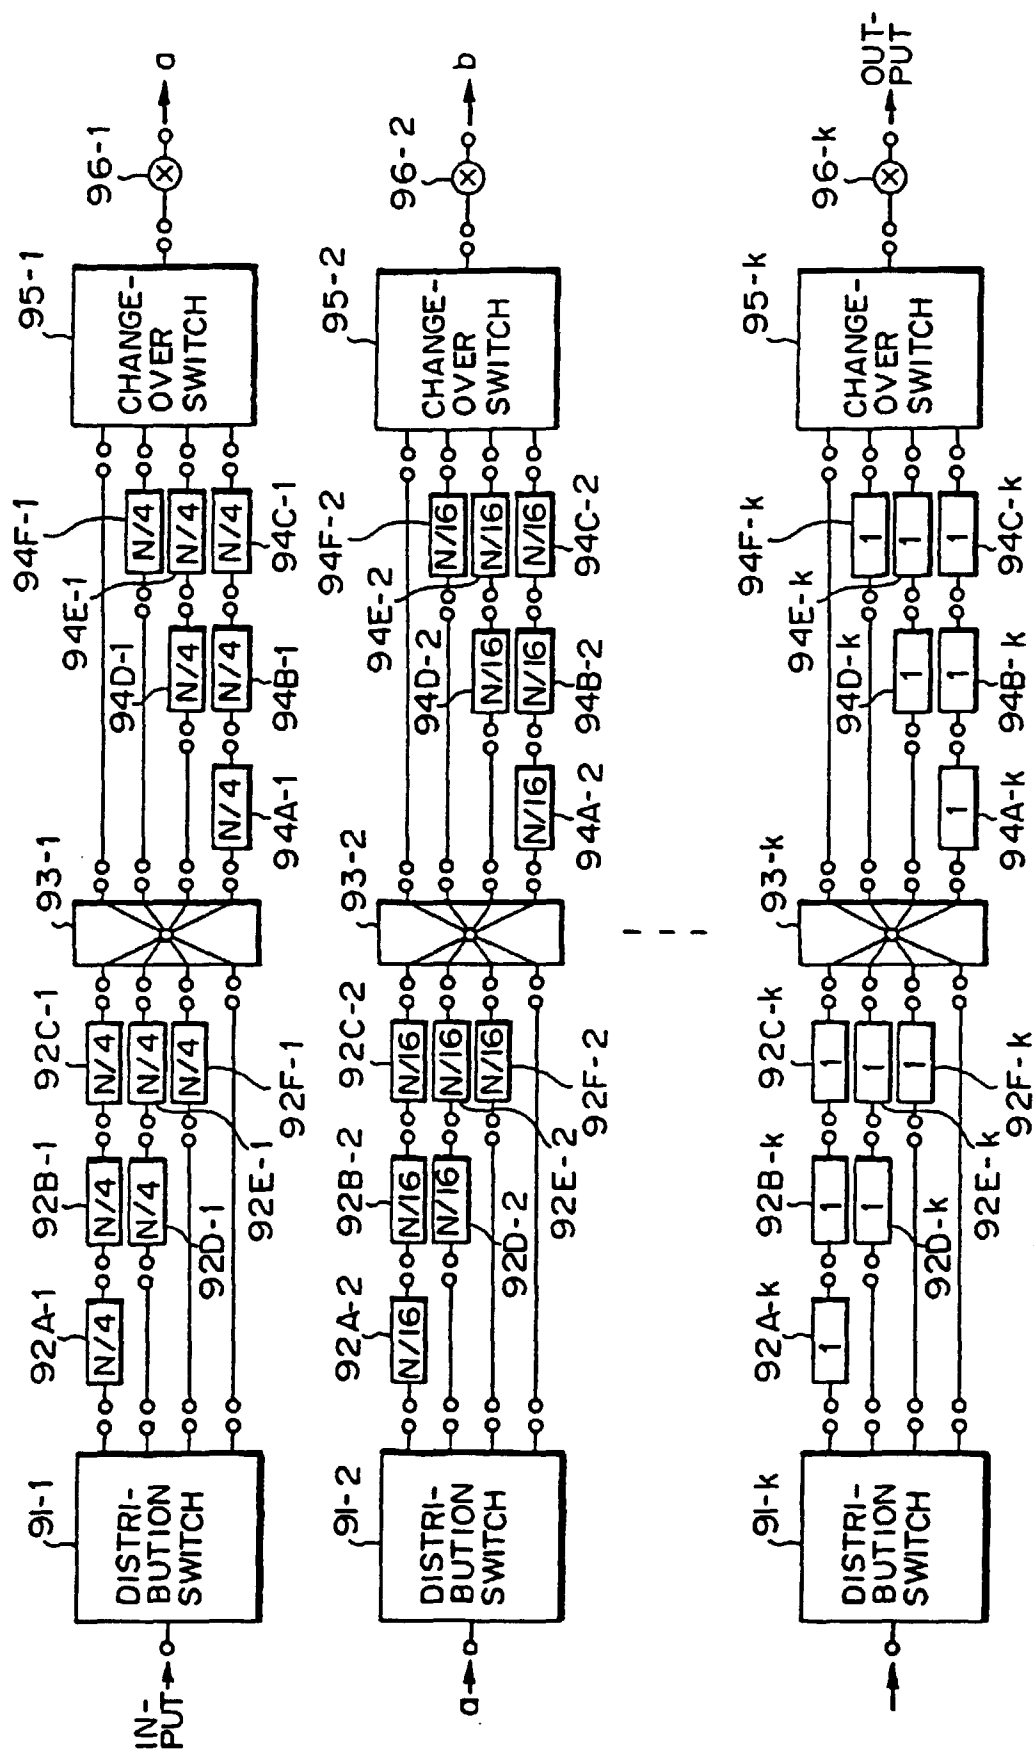 IN-
PUT
91-1
DISTRI-
BUTION
SWITCH
92A-1
N/4
92B-1
N/4
92C-1
N/4
N/4
92D-1
N/4
92E-1
N/4
92F-1
93-1
94F-1
N/4
94E-1
N/4
94D-1
N/4
N/4
94A-1
N/4
94B-1
N/4
94C-1
95-1
CHANGE-
OVER
SWITCH
96-1
a
a
91-2
DISTRI-
BUTION
SWITCH
92A-2
N/16
92B-2
N/16
92C-2
N/16
N/16
92D-2
N/16
92E-2
N/16
92F-2
93-2
94F-2
N/16
94E-2
N/16
94D-2
N/16
N/16
94A-2
N/16
94B-2
N/16
94C-2
95-2
CHANGE-
OVER
SWITCH
96-2
b
91-k
DISTRI-
BUTION
SWITCH
92A-k
1
92B-k
1
92C-k
1
1
92D-k
1
92E-k
1
92F-k
93-k
94F-k
1
94E-k
1
94D-k
1
1
94A-k
1
94B-k
1
94C-k
95-k
CHANGE-
OVER
SWITCH
96-k
OUT-
PUT